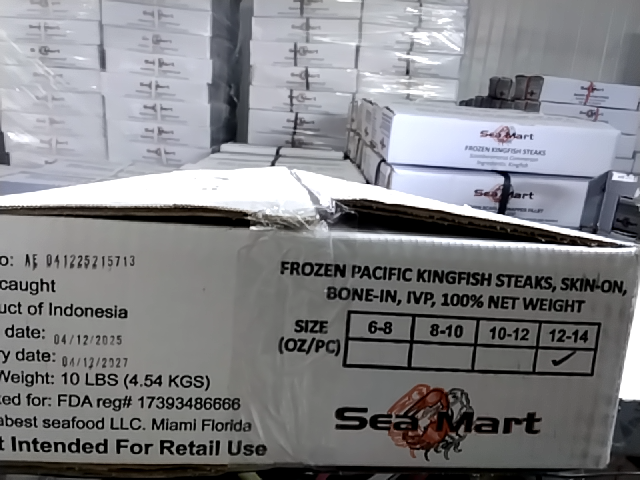 Sea Mart
FROZEN KINGFISH STEAKS
Sea Mart
o: AE 041225215713
caught
uct of Indonesia
date: 04/12/2025
ry date: 04/12/2027
Weight: 10 LBS (4.54 KGS)
ed for: FDA reg# 17393486666
abest seafood LLC. Miami Florida
t Intended For Retail Use
FROZEN PACIFIC KINGFISH STEAKS, SKIN-ON,
BONE-IN, IVP, 100% NET WEIGHT
SIZE
(OZ/PC)
6-8 8-10 10-12 12-14
Sea Mart